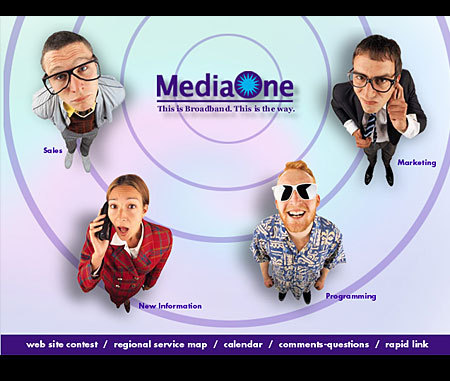 MediaOne
This is Broadband. This is the way.
Sales
Marketing
New Information
Programming
web site contest / regional service map / calendar / comments-questions / rapid link